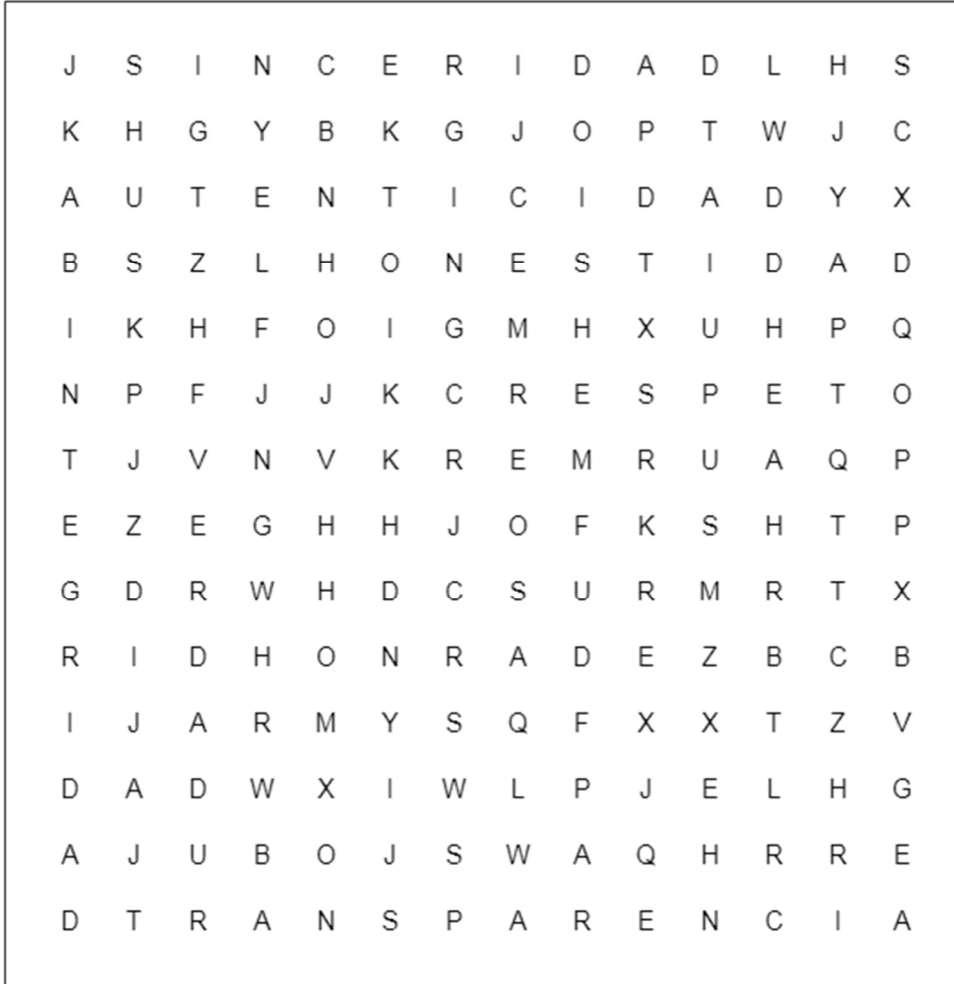 J S I N C E R I D A D L H S
K H G Y B K G J O P T W J C
A U T E N T I C I D A D Y X
B S Z L H O N E S T I D A D
I K H F O I G M H X U H P Q
N P F J J K C R E S P E T O
T J V N V K R E M R U A Q P
E Z E G H H J O F K S H T P
G D R W H D C S U R M R T X
R I D H O N R A D E Z B C B
I J A R M Y S Q F X X T Z V
D A D W X I W L P J E L H G
A J U B O J S W A Q H R R E
D T R A N S P A R E N C I A